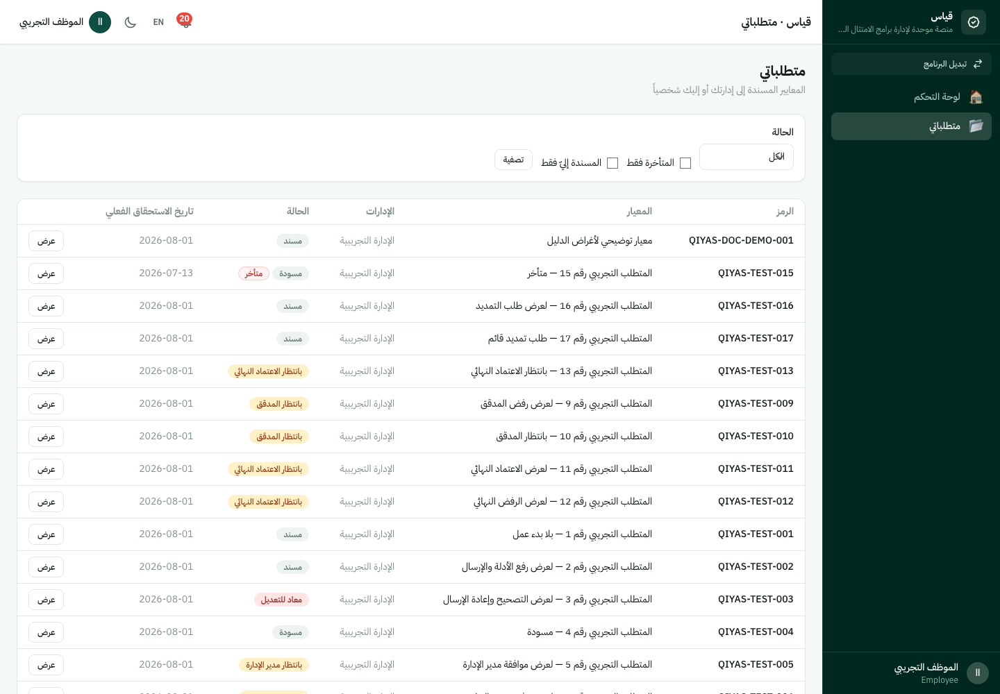 قياس
منصة موحدة لإدارة برامج الامتثال الـ...
تبديل البرنامج
لوحة التحكم
متطلباتي
الموظف التجريبي
Employee
اا
قياس · متطلباتي
20
EN
اا
الموظف التجريبي
متطلباتي
المعايير المسندة إلى إدارتك أو إليك شخصياً
الحالة
الكل
المتأخرة فقط
المسندة إليّ فقط
تصفية
الرمز المعيار الإدارات الحالة تاريخ الاستحقاق الفعلي
QIYAS-DOC-DEMO-001 معيار توضيحي لأغراض الدليل الإدارة التجريبية مسند 2026-08-01 عرض
QIYAS-TEST-015 المتطلب التجريبي رقم 15 — متأخر الإدارة التجريبية مسودة متأخر 2026-07-13 عرض
QIYAS-TEST-016 المتطلب التجريبي رقم 16 — لعرض طلب التمديد الإدارة التجريبية مسند 2026-08-01 عرض
QIYAS-TEST-017 المتطلب التجريبي رقم 17 — طلب تمديد قائم الإدارة التجريبية مسند 2026-08-01 عرض
QIYAS-TEST-013 المتطلب التجريبي رقم 13 — بانتظار الاعتماد النهائي الإدارة التجريبية بانتظار الاعتماد النهائي 2026-08-01 عرض
QIYAS-TEST-009 المتطلب التجريبي رقم 9 — لعرض رفض المدقق الإدارة التجريبية بانتظار المدقق 2026-08-01 عرض
QIYAS-TEST-010 المتطلب التجريبي رقم 10 — بانتظار المدقق الإدارة التجريبية بانتظار المدقق 2026-08-01 عرض
QIYAS-TEST-011 المتطلب التجريبي رقم 11 — لعرض الاعتماد النهائي الإدارة التجريبية بانتظار الاعتماد النهائي 2026-08-01 عرض
QIYAS-TEST-012 المتطلب التجريبي رقم 12 — لعرض الرفض النهائي الإدارة التجريبية بانتظار الاعتماد النهائي 2026-08-01 عرض
QIYAS-TEST-001 المتطلب التجريبي رقم 1 — بلا بدء عمل الإدارة التجريبية مسند 2026-08-01 عرض
QIYAS-TEST-002 المتطلب التجريبي رقم 2 — لعرض رفع الأدلة والإرسال الإدارة التجريبية مسند 2026-08-01 عرض
QIYAS-TEST-003 المتطلب التجريبي رقم 3 — لعرض التصحيح وإعادة الإرسال الإدارة التجريبية معاد للتعديل 2026-08-01 عرض
QIYAS-TEST-004 المتطلب التجريبي رقم 4 — مسودة الإدارة التجريبية مسودة 2026-08-01 عرض
QIYAS-TEST-005 المتطلب التجريبي رقم 5 — لعرض موافقة مدير الإدارة الإدارة التجريبية بانتظار مدير الإدارة 2026-08-01 عرض